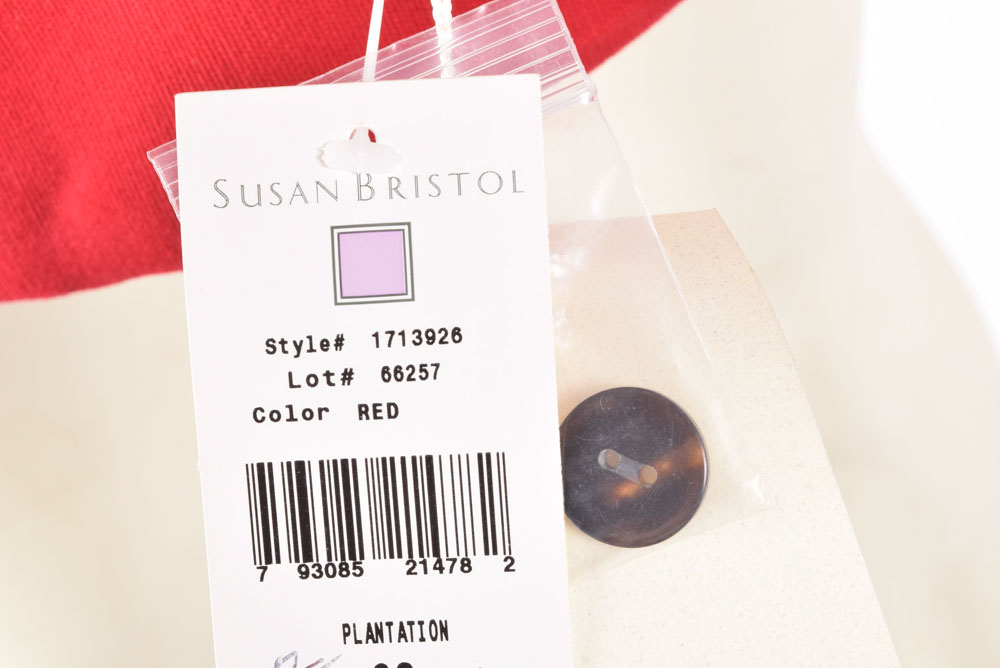 SUSAN BRISTOL
Style# 1713926
Lot# 66257
Color RED
7 93085 21478 2
PLANTATION